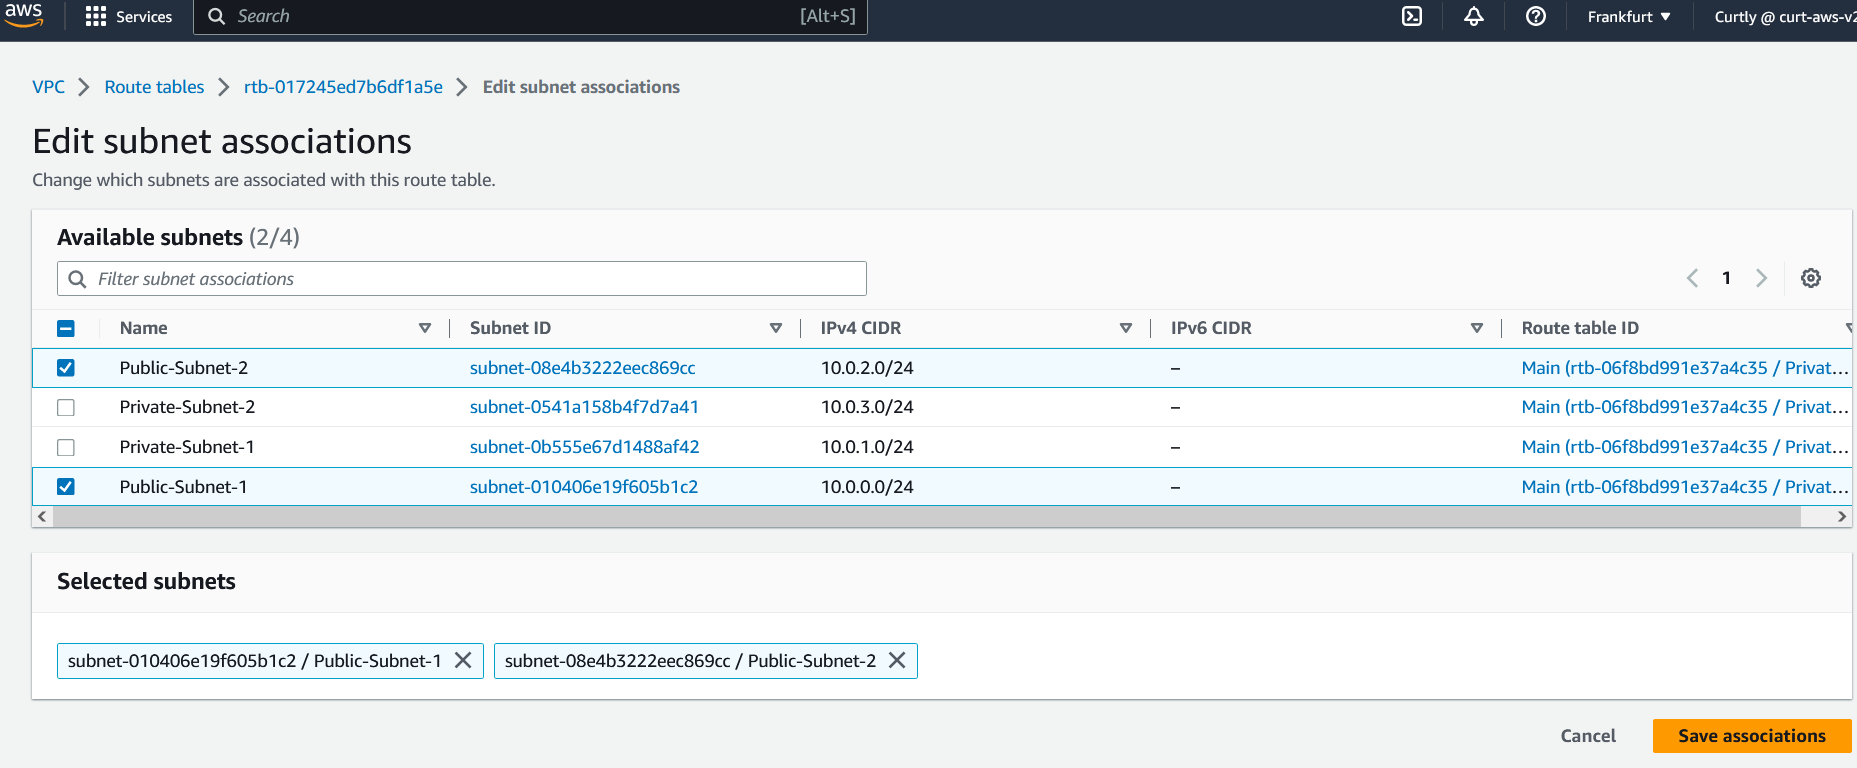 aws Services Search [Alt+S] Frankfurt ▼ Curtly @ curt-aws-v2
VPC > Route tables > rtb-017245ed7b6df1a5e > Edit subnet associations
Edit subnet associations
Change which subnets are associated with this route table.
Available subnets (2/4)
Filter subnet associations
1
Name Subnet ID IPv4 CIDR IPv6 CIDR Route table ID
Public-Subnet-2 subnet-08e4b3222eec869cc 10.0.2.0/24 – Main (rtb-06f8bd991e37a4c35 / Privat...
Private-Subnet-2 subnet-0541a158b4f7d7a41 10.0.3.0/24 – Main (rtb-06f8bd991e37a4c35 / Privat...
Private-Subnet-1 subnet-0b555e67d1488af42 10.0.1.0/24 – Main (rtb-06f8bd991e37a4c35 / Privat...
Public-Subnet-1 subnet-010406e19f605b1c2 10.0.0.0/24 – Main (rtb-06f8bd991e37a4c35 / Privat...
Selected subnets
subnet-010406e19f605b1c2 / Public-Subnet-1 subnet-08e4b3222eec869cc / Public-Subnet-2
Cancel Save associations